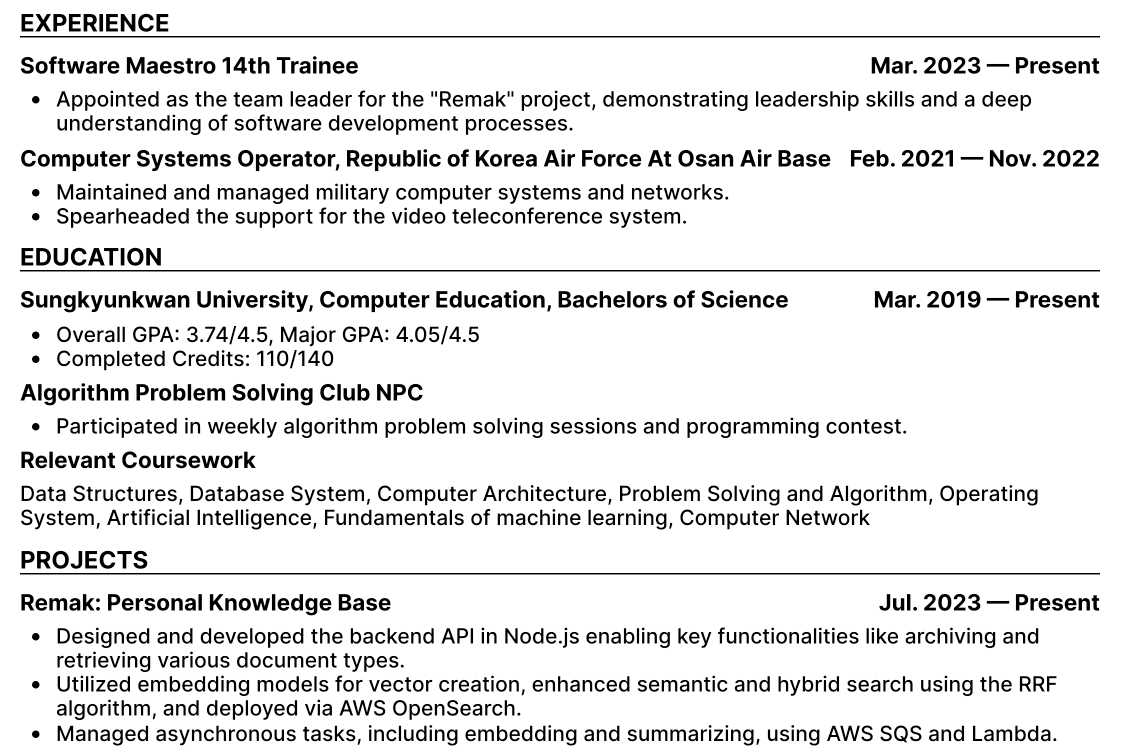 EXPERIENCE
Software Maestro 14th Trainee Mar. 2023 — Present
• Appointed as the team leader for the "Remak" project, demonstrating leadership skills and a deep
understanding of software development processes.
Computer Systems Operator, Republic of Korea Air Force At Osan Air Base Feb. 2021 — Nov. 2022
• Maintained and managed military computer systems and networks.
• Spearheaded the support for the video teleconference system.
EDUCATION
Sungkyunkwan University, Computer Education, Bachelors of Science Mar. 2019 — Present
• Overall GPA: 3.74/4.5, Major GPA: 4.05/4.5
• Completed Credits: 110/140
Algorithm Problem Solving Club NPC
• Participated in weekly algorithm problem solving sessions and programming contest.
Relevant Coursework
Data Structures, Database System, Computer Architecture, Problem Solving and Algorithm, Operating
System, Artificial Intelligence, Fundamentals of machine learning, Computer Network
PROJECTS
Remak: Personal Knowledge Base Jul. 2023 — Present
• Designed and developed the backend API in Node.js enabling key functionalities like archiving and
retrieving various document types.
• Utilized embedding models for vector creation, enhanced semantic and hybrid search using the RRF
algorithm, and deployed via AWS OpenSearch.
• Managed asynchronous tasks, including embedding and summarizing, using AWS SQS and Lambda.